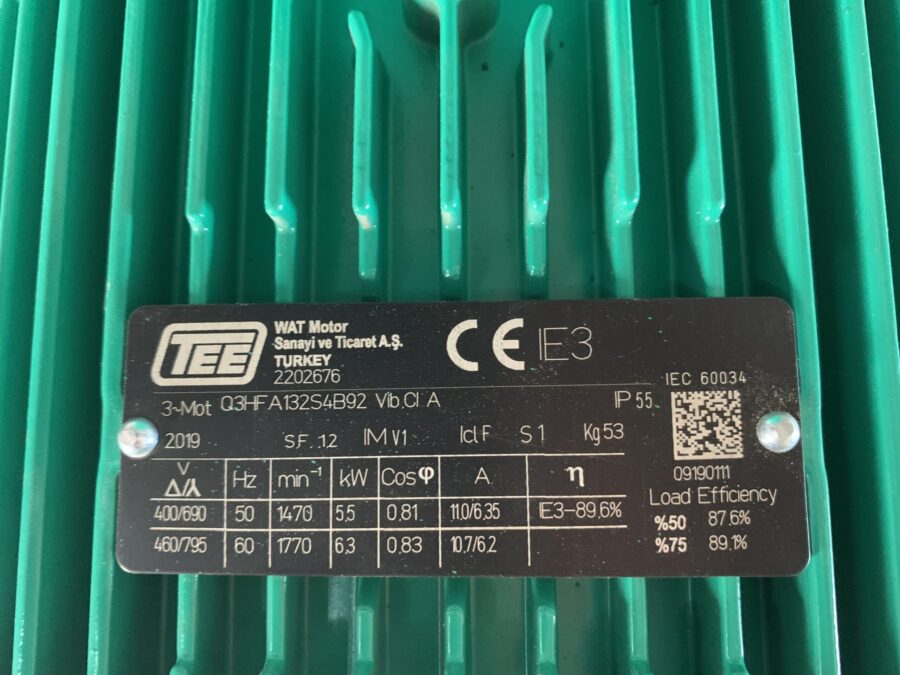 TEE
WAT Motor
Sanayi ve Ticaret A.Ş.
TURKEY
2202676
CE IE3
IEC 60034
3~Mot Q3HFA132S4B92 Vib.Cl A IP 55
2019 S.F. 1.2 IM V1 Icl F S 1 Kg 53
09190111
V
Δ/⅄ Hz min⁻¹ kW Cosφ A η
400/690 50 1470 5,5 0,81 11,0/6,35 IE3-89,6%
460/795 60 1770 6,3 0,83 10,7/6,2
Load Efficiency
%50 87,6%
%75 89,1%